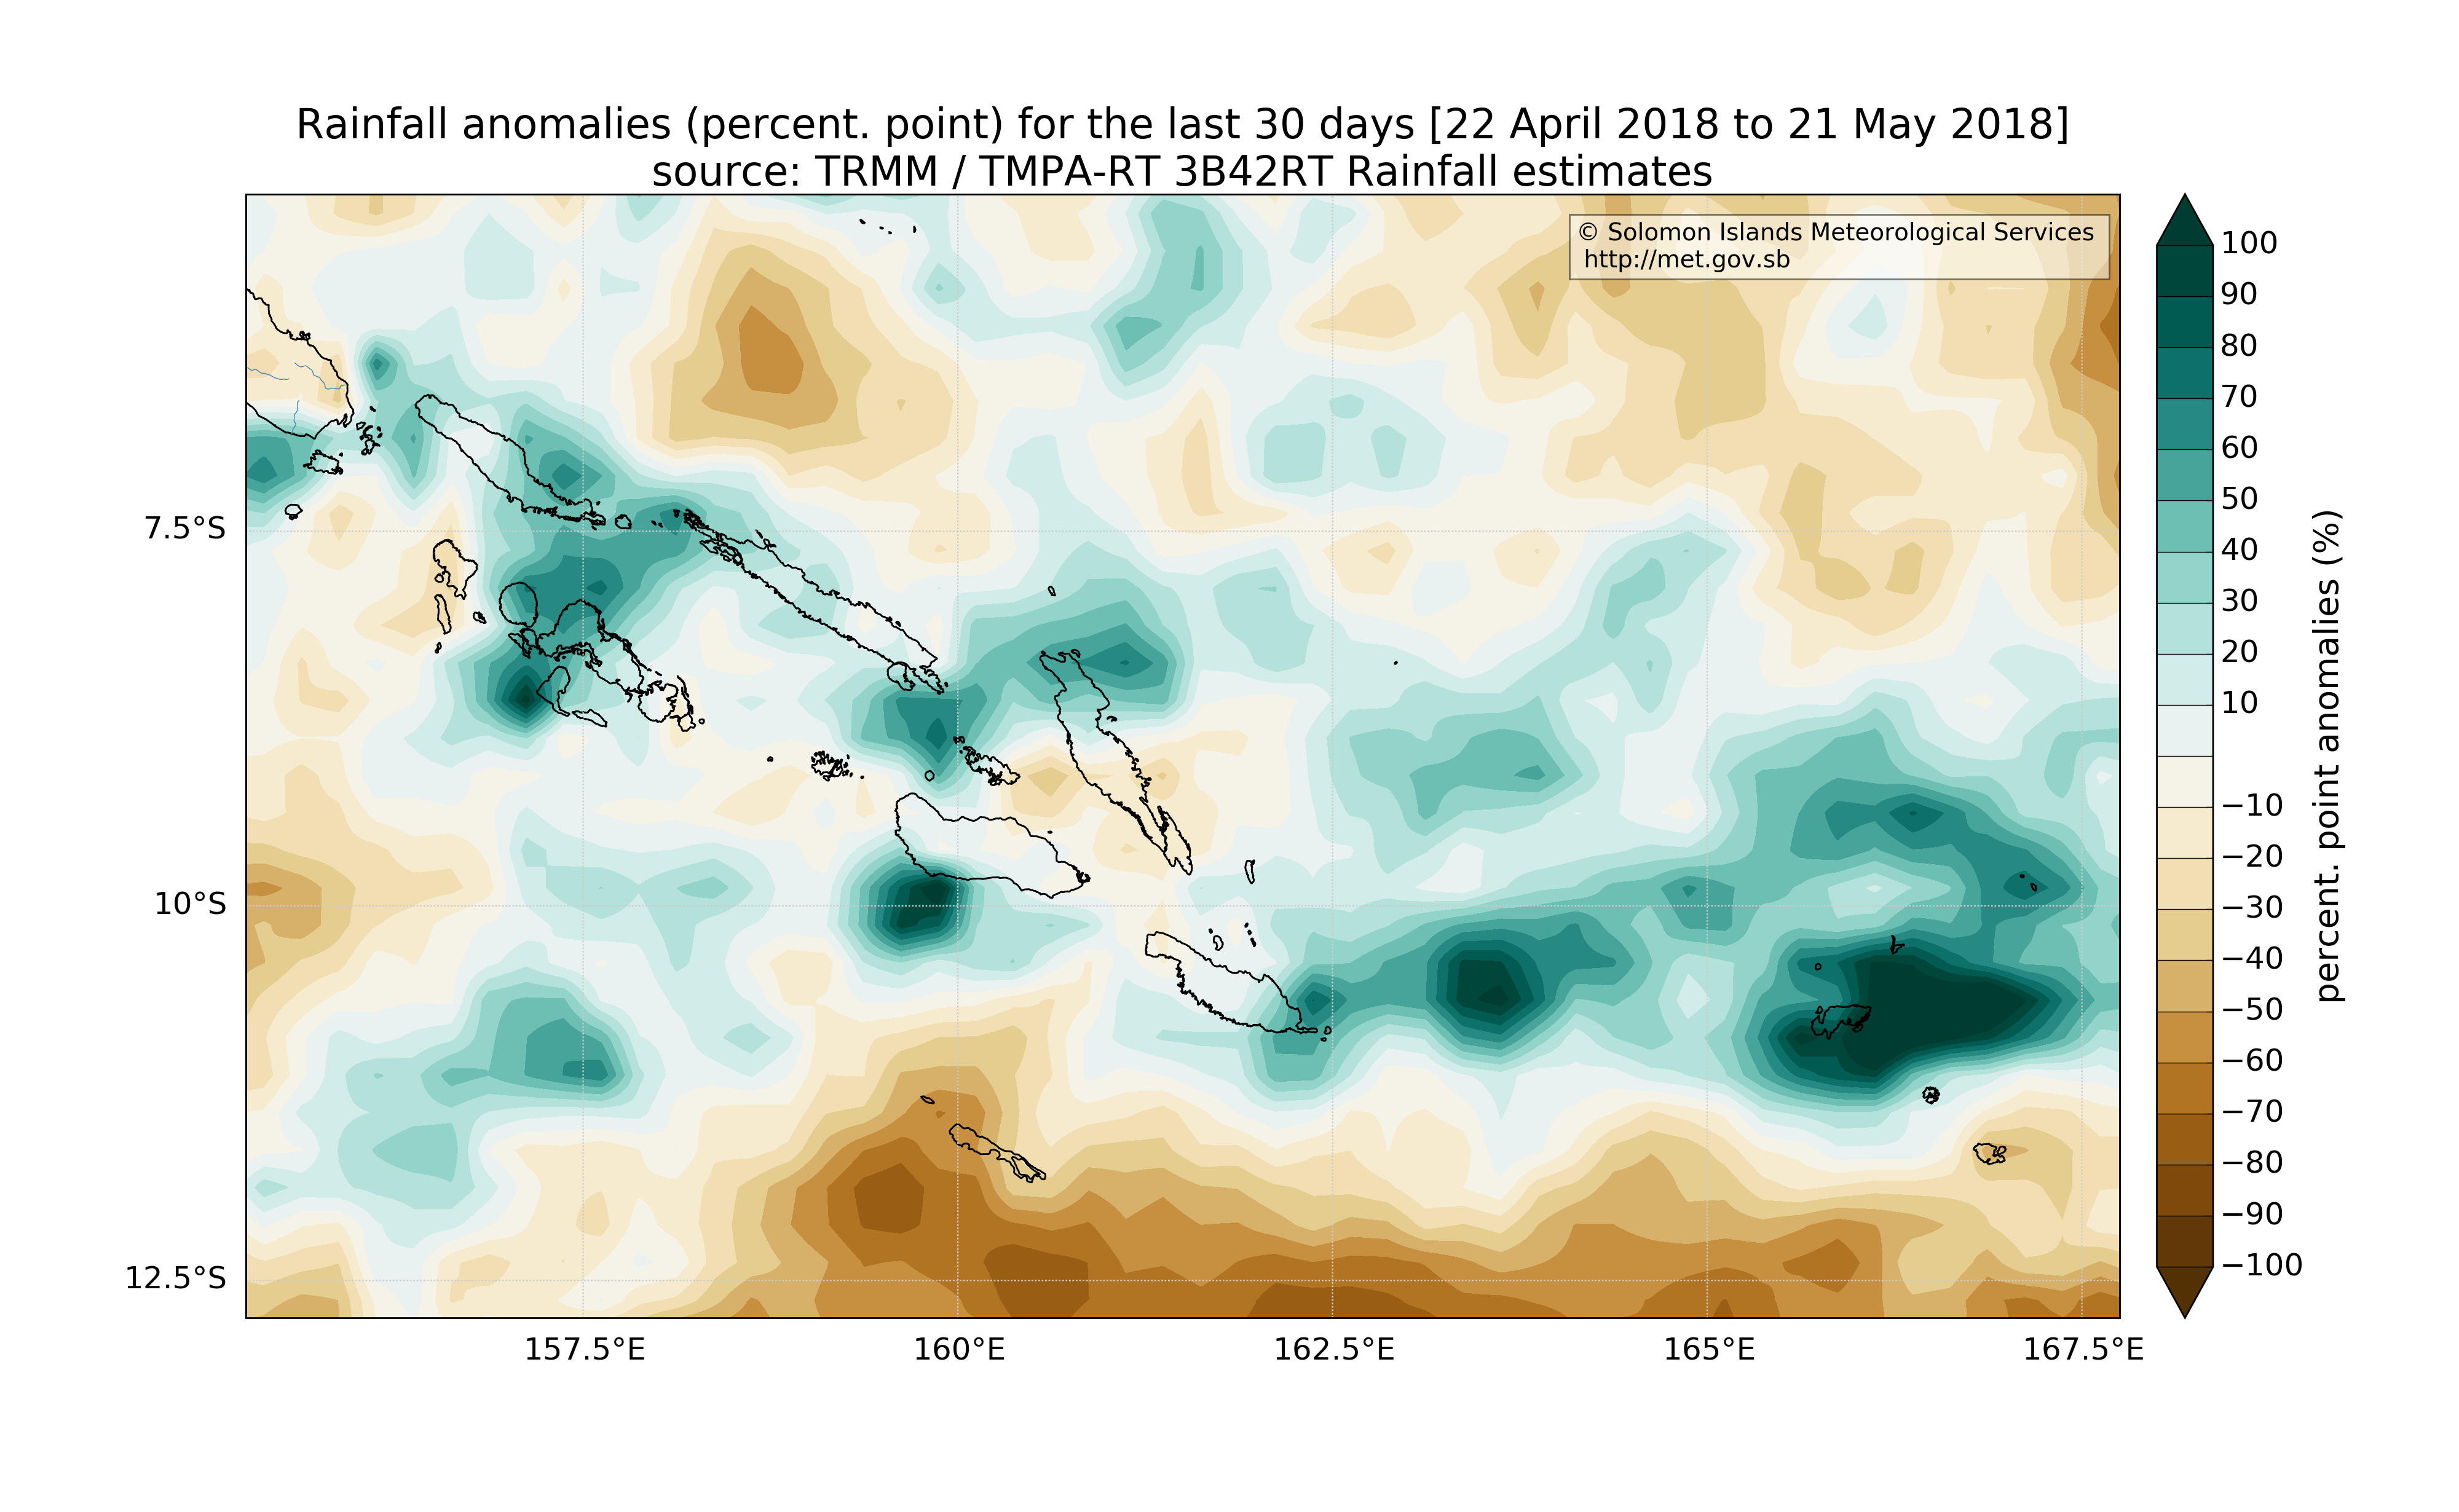 Rainfall anomalies (percent. point) for the last 30 days [22 April 2018 to 21 May 2018]
source: TRMM / TMPA-RT 3B42RT Rainfall estimates
© Solomon Islands Meteorological Services
http://met.gov.sb
7.5°S
10°S
12.5°S
157.5°E
160°E
162.5°E
165°E
167.5°E
100
90
80
70
60
50
40
30
20
10
−10
−20
−30
−40
−50
−60
−70
−80
−90
−100
percent. point anomalies (%)